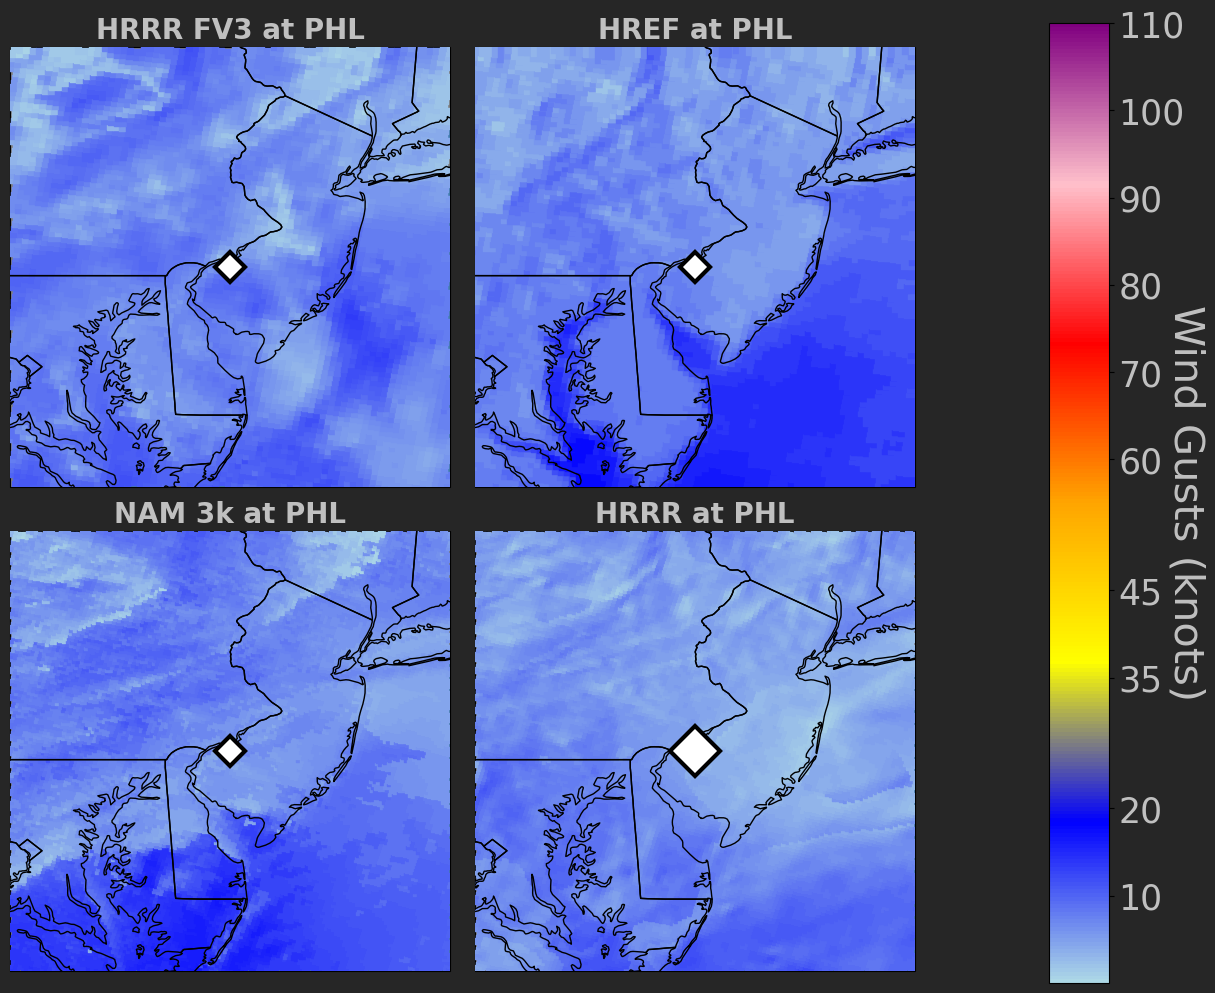 HRRR FV3 at PHL
HREF at PHL
NAM 3k at PHL
HRRR at PHL
110
100
90
80
70
60
45
35
20
10
Wind Gusts (knots)